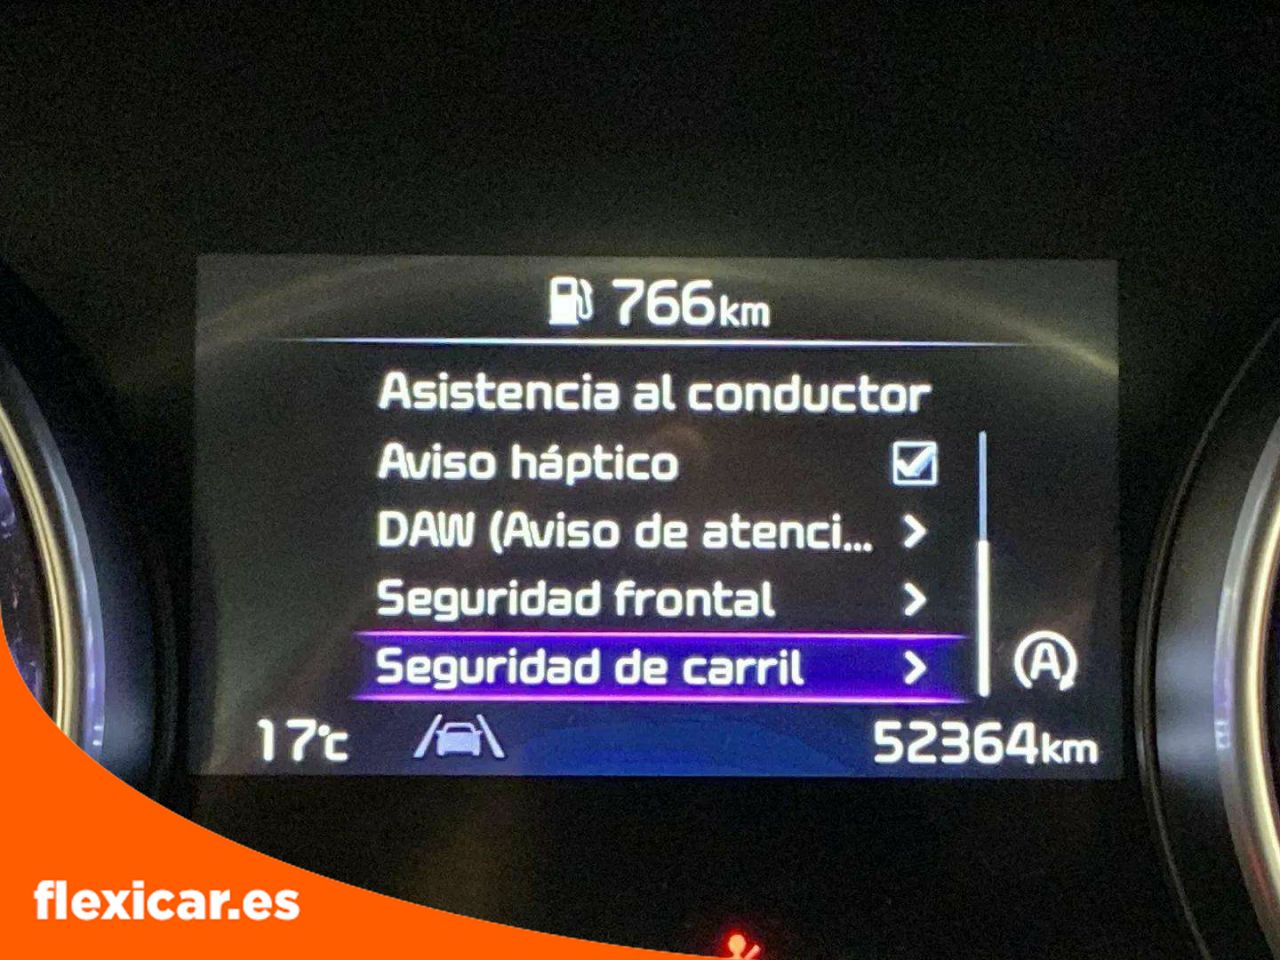 766km
Asistencia al conductor
Aviso háptico
DAW (Aviso de atenci...
Seguridad frontal
Seguridad de carril
A
17°c
52364km
flexicar.es